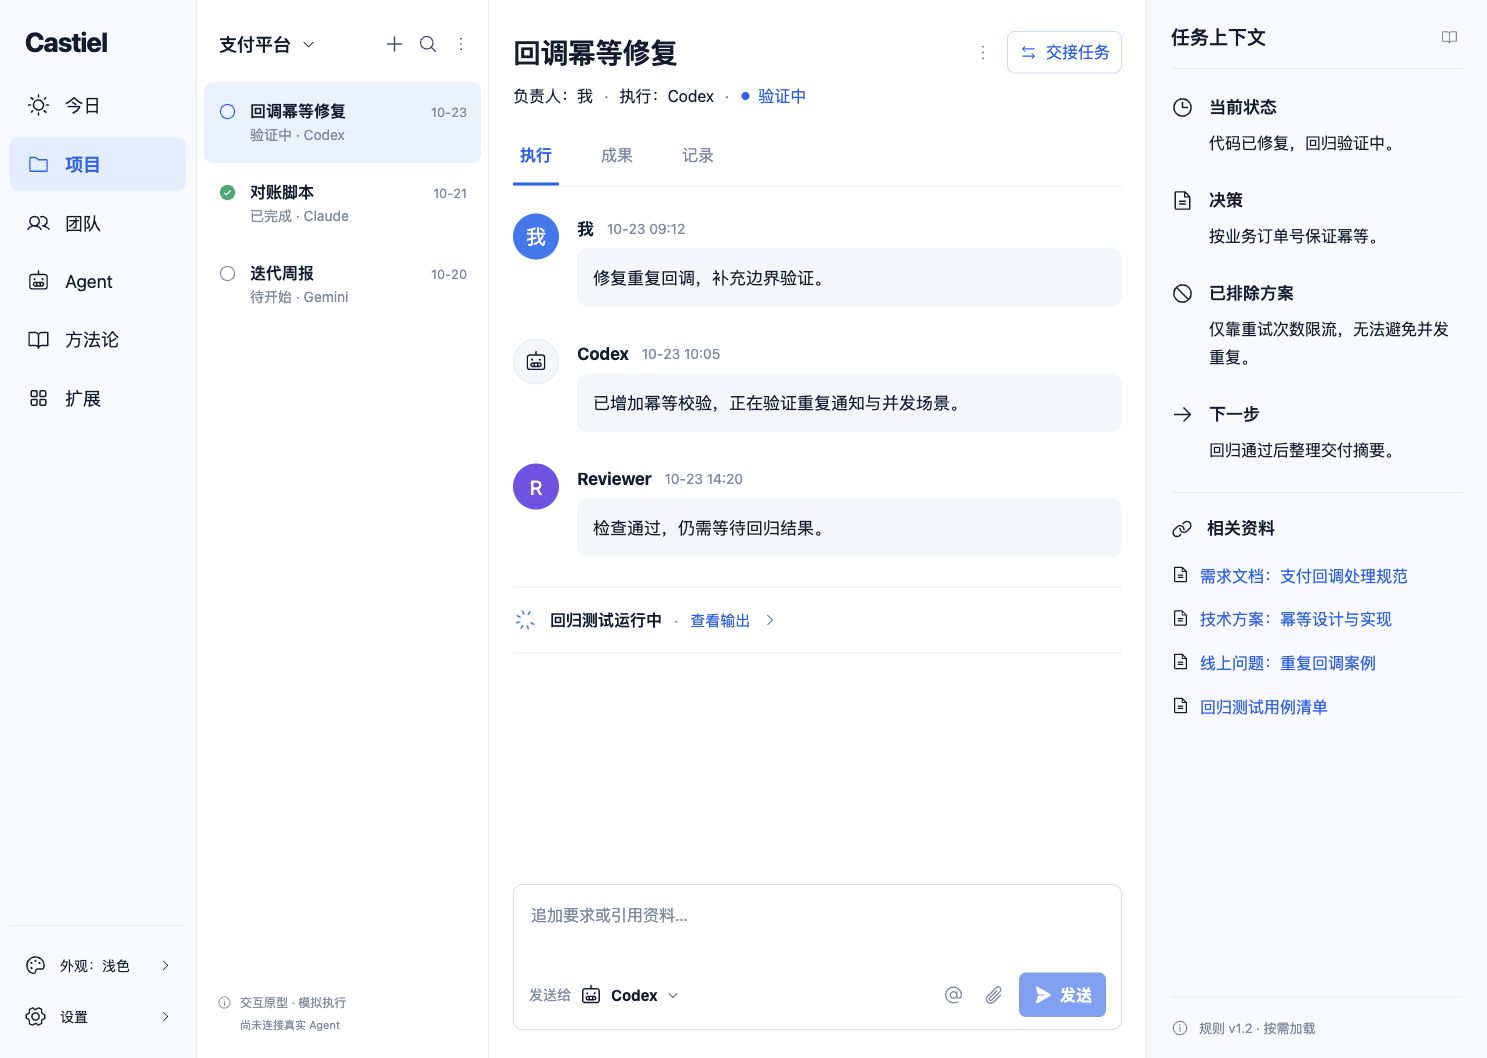 Castiel
今日
项目
团队
Agent
方法论
扩展
外观：浅色
设置
支付平台
回调幂等修复 10-23
验证中 · Codex
对账脚本 10-21
已完成 · Claude
迭代周报 10-20
待开始 · Gemini
交互原型 · 模拟执行
尚未连接真实 Agent
回调幂等修复
交接任务
负责人：我 · 执行：Codex · 验证中
执行 成果 记录
我 我 10-23 09:12
修复重复回调，补充边界验证。
Codex 10-23 10:05
已增加幂等校验，正在验证重复通知与并发场景。
R Reviewer 10-23 14:20
检查通过，仍需等待回归结果。
回归测试运行中 · 查看输出
追加要求或引用资料...
发送给 Codex 发送
任务上下文
当前状态
代码已修复，回归验证中。
决策
按业务订单号保证幂等。
已排除方案
仅靠重试次数限流，无法避免并发
重复。
下一步
回归通过后整理交付摘要。
相关资料
需求文档：支付回调处理规范
技术方案：幂等设计与实现
线上问题：重复回调案例
回归测试用例清单
规则 v1.2 · 按需加载